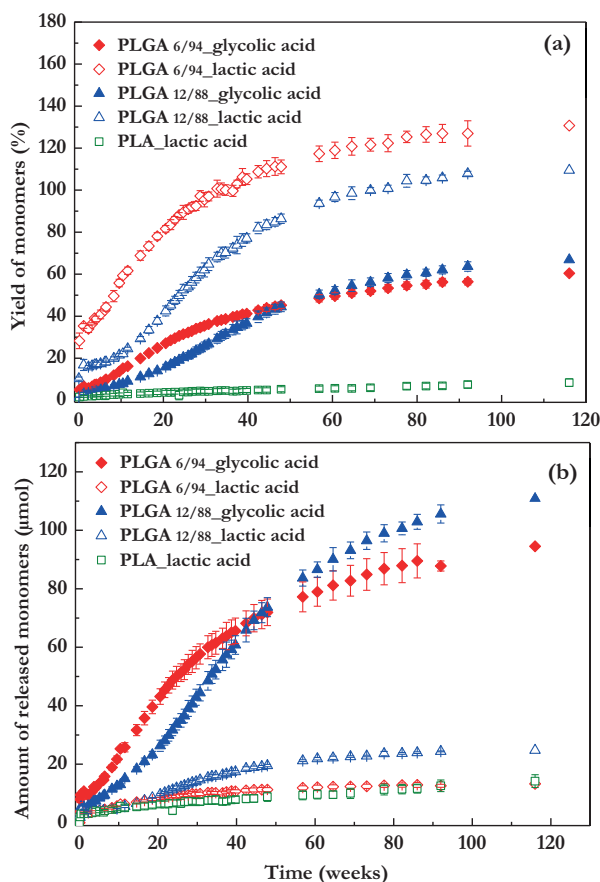 (a)
PLGA 6/94_glycolic acid
PLGA 6/94_lactic acid
PLGA 12/88_glycolic acid
PLGA 12/88_lactic acid
PLA_lactic acid
Yield of monomers (%)
180
160
140
120
100
80
60
40
20
0
0 20 40 60 80 100 120
(b)
PLGA 6/94_glycolic acid
PLGA 6/94_lactic acid
PLGA 12/88_glycolic acid
PLGA 12/88_lactic acid
PLA_lactic acid
Amount of released monomers (μmol)
120
100
80
60
40
20
0
0 20 40 60 80 100 120
Time (weeks)